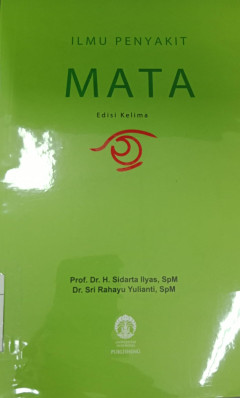 ILMU PENYAKIT
MATA
Edisi Kelima
Prof. Dr. H. Sidarta Ilyas, SpM
Dr. Sri Rahayu Yulianti, SpM
PUBLISHING